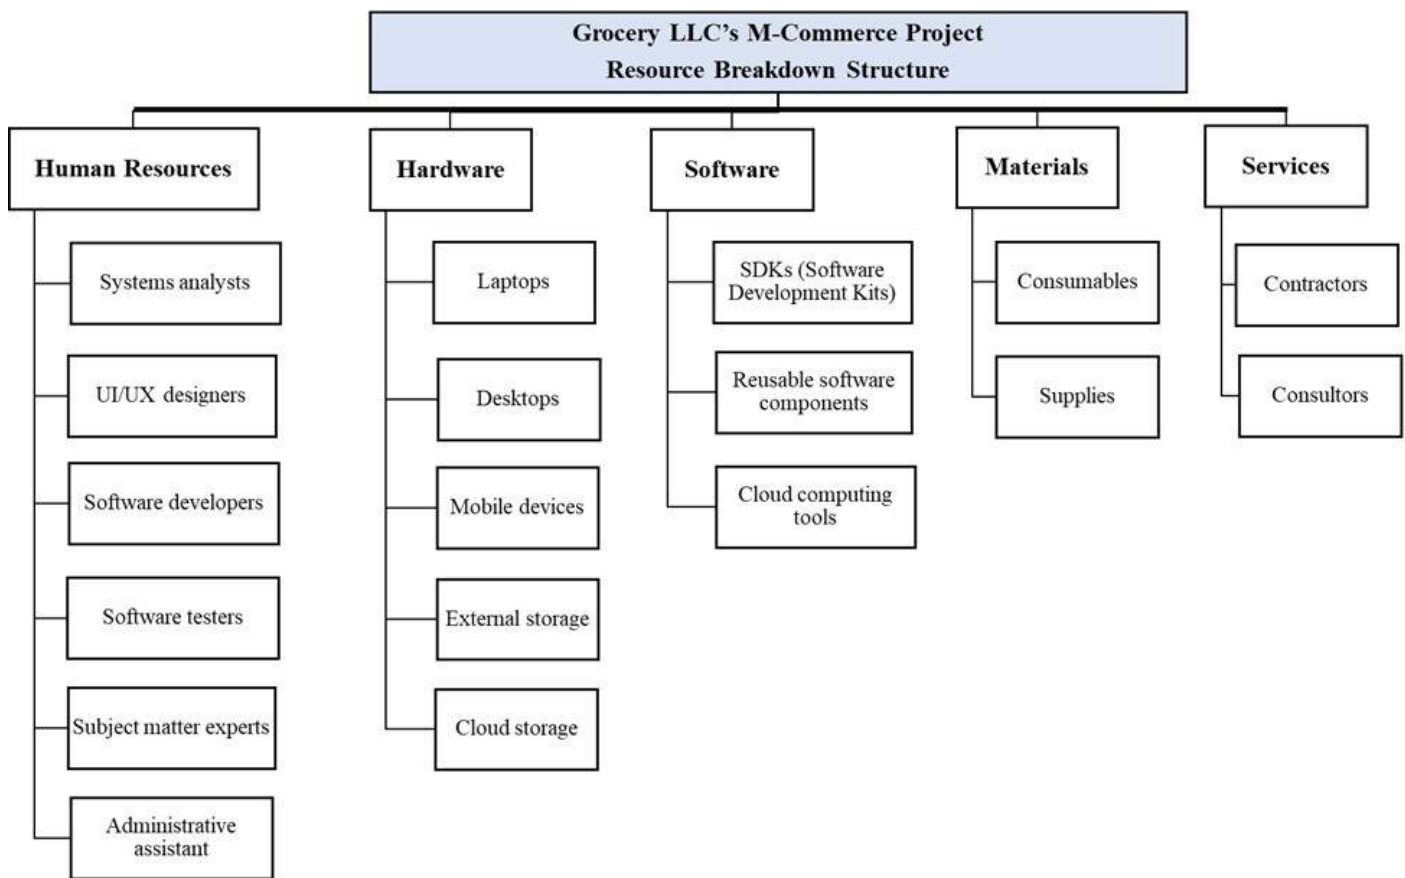 Grocery LLC's M-Commerce Project
Resource Breakdown Structure
Human Resources
Systems analysts
UI/UX designers
Software developers
Software testers
Subject matter experts
Administrative
assistant
Hardware
Laptops
Desktops
Mobile devices
External storage
Cloud storage
Software
SDKs (Software
Development Kits)
Reusable software
components
Cloud computing
tools
Materials
Consumables
Supplies
Services
Contractors
Consultors